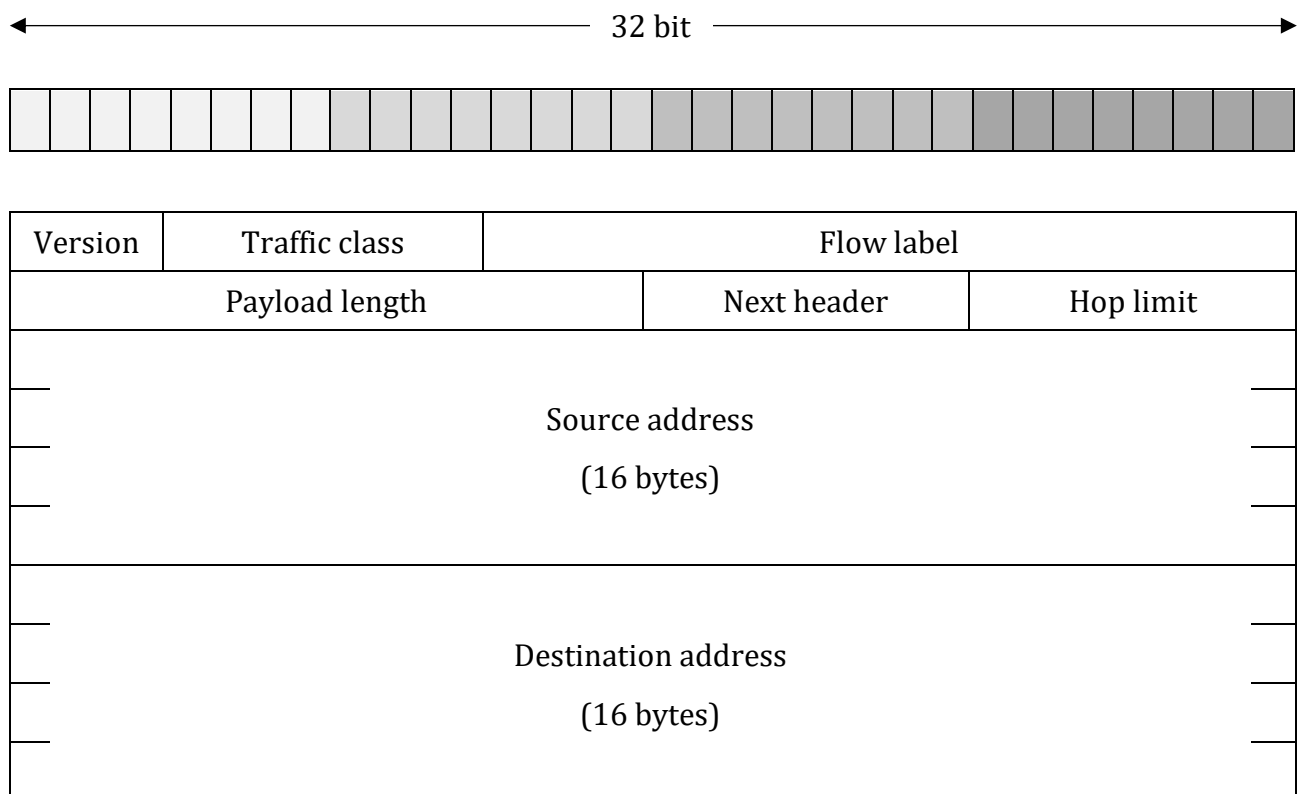 32 bit
Version Traffic class Flow label
Payload length Next header Hop limit
Source address
(16 bytes)
Destination address
(16 bytes)